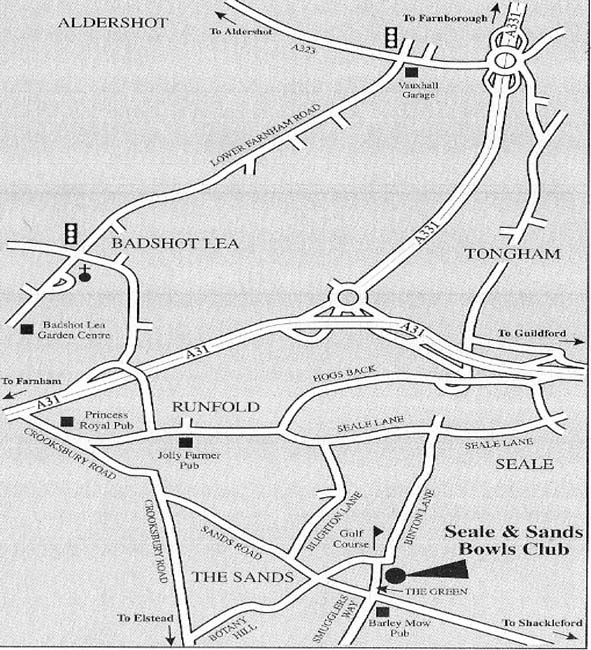 ALDERSHOT
To Aldershot
A323
To Farnborough
A331
Vauxhall
Garage
LOWER FARNHAM ROAD
A331
BADSHOT LEA
TONGHAM
Badshot Lea
Garden Centre
A31
A31
To Guildford
To Farnham
A31
HOGS BACK
Princess
Royal Pub
RUNFOLD
SEALE LANE
SEALE LANE
CROOKSBURY ROAD
Jolly Farmer
Pub
SEALE
CROOKSBURY ROAD
SANDS ROAD
BLIGHTON LANE
Golf
Course
BINTON LANE
Seale & Sands
Bowls Club
THE SANDS
THE GREEN
To Elstead
BOTANY
HILL
SMUGGLERS
WAY
Barley Mow
Pub
To Shackleford